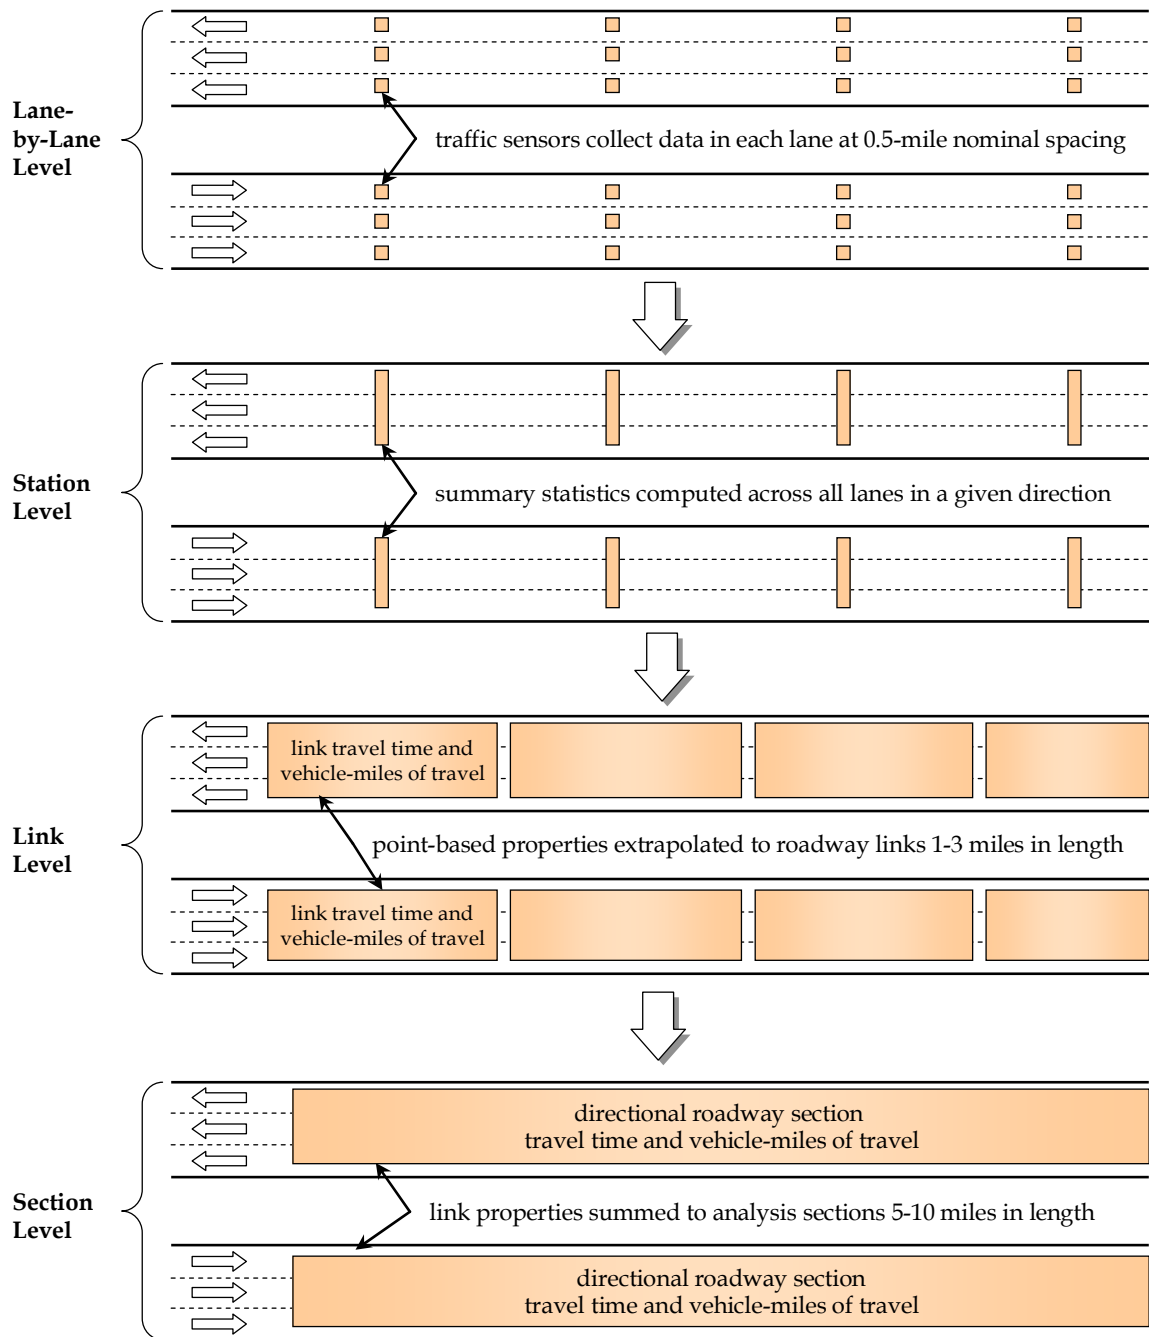 Lane-
by-Lane
Level
traffic sensors collect data in each lane at 0.5-mile nominal spacing
Station
Level
summary statistics computed across all lanes in a given direction
link travel time and
vehicle-miles of travel
Link
Level
point-based properties extrapolated to roadway links 1-3 miles in length
link travel time and
vehicle-miles of travel
directional roadway section
travel time and vehicle-miles of travel
Section
Level
link properties summed to analysis sections 5-10 miles in length
directional roadway section
travel time and vehicle-miles of travel